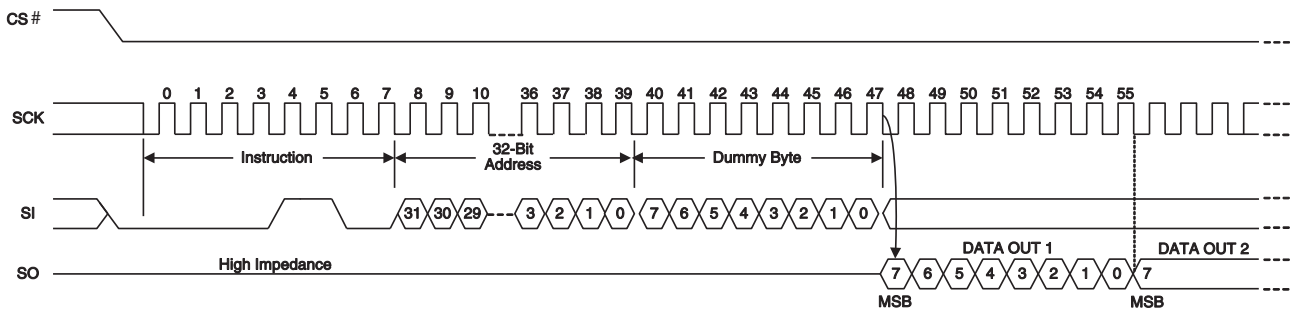 CS #
0 1 2 3 4 5 6 7 8 9 10 36 37 38 39 40 41 42 43 44 45 46 47 48 49 50 51 52 53 54 55
SCK
Instruction
32-Bit
Address
Dummy Byte
SI
31 30 29 3 2 1 0 7 6 5 4 3 2 1 0
DATA OUT 1
DATA OUT 2
High Impedance
SO
7 6 5 4 3 2 1 0 7
MSB
MSB